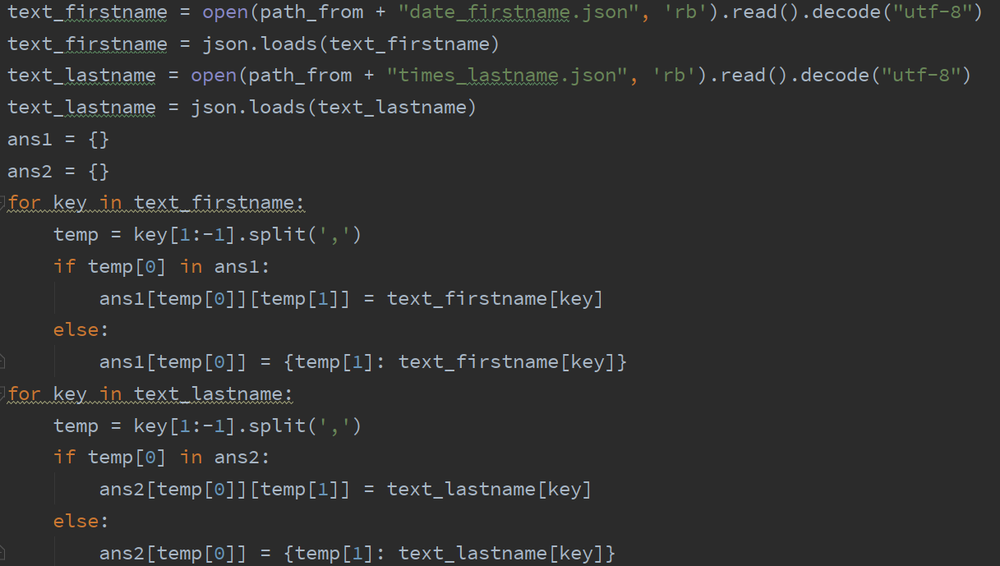 text_firstname = open(path_from + "date_firstname.json", 'rb').read().decode("utf-8")
text_firstname = json.loads(text_firstname)
text_lastname = open(path_from + "times_lastname.json", 'rb').read().decode("utf-8")
text_lastname = json.loads(text_lastname)
ans1 = {}
ans2 = {}
for key in text_firstname:
    temp = key[1:-1].split(',')
    if temp[0] in ans1:
        ans1[temp[0]][temp[1]] = text_firstname[key]
    else:
        ans1[temp[0]] = {temp[1]: text_firstname[key]}
for key in text_lastname:
    temp = key[1:-1].split(',')
    if temp[0] in ans2:
        ans2[temp[0]][temp[1]] = text_lastname[key]
    else:
        ans2[temp[0]] = {temp[1]: text_lastname[key]}